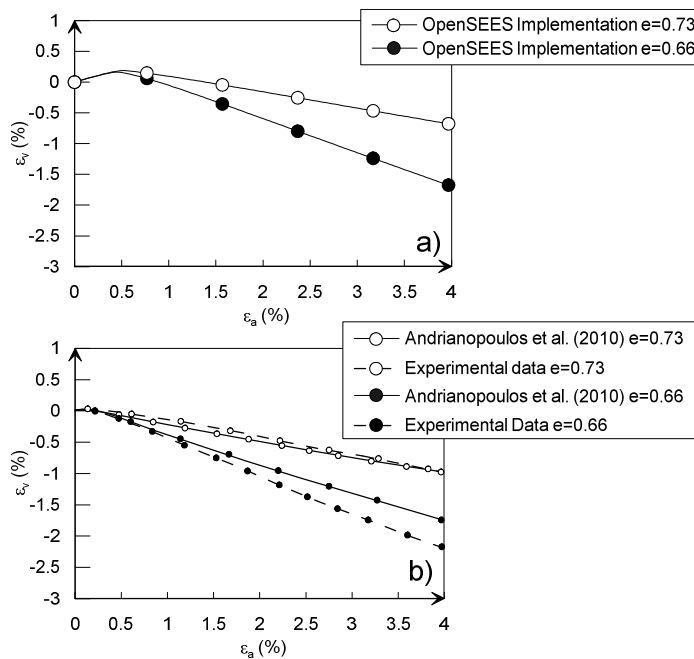 OpenSEES Implementation e=0.73
OpenSEES Implementation e=0.66
1
0.5
0
-0.5
-1
-1.5
-2
-2.5
-3
εv (%)
a)
0 0.5 1 1.5 2 2.5 3 3.5 4
εa (%)
Andrianopoulos et al. (2010) e=0.73
Experimental data e=0.73
Andrianopoulos et al. (2010) e=0.66
Experimental Data e=0.66
1
0.5
0
-0.5
-1
-1.5
-2
-2.5
-3
εv (%)
b)
0 0.5 1 1.5 2 2.5 3 3.5 4
εa (%)